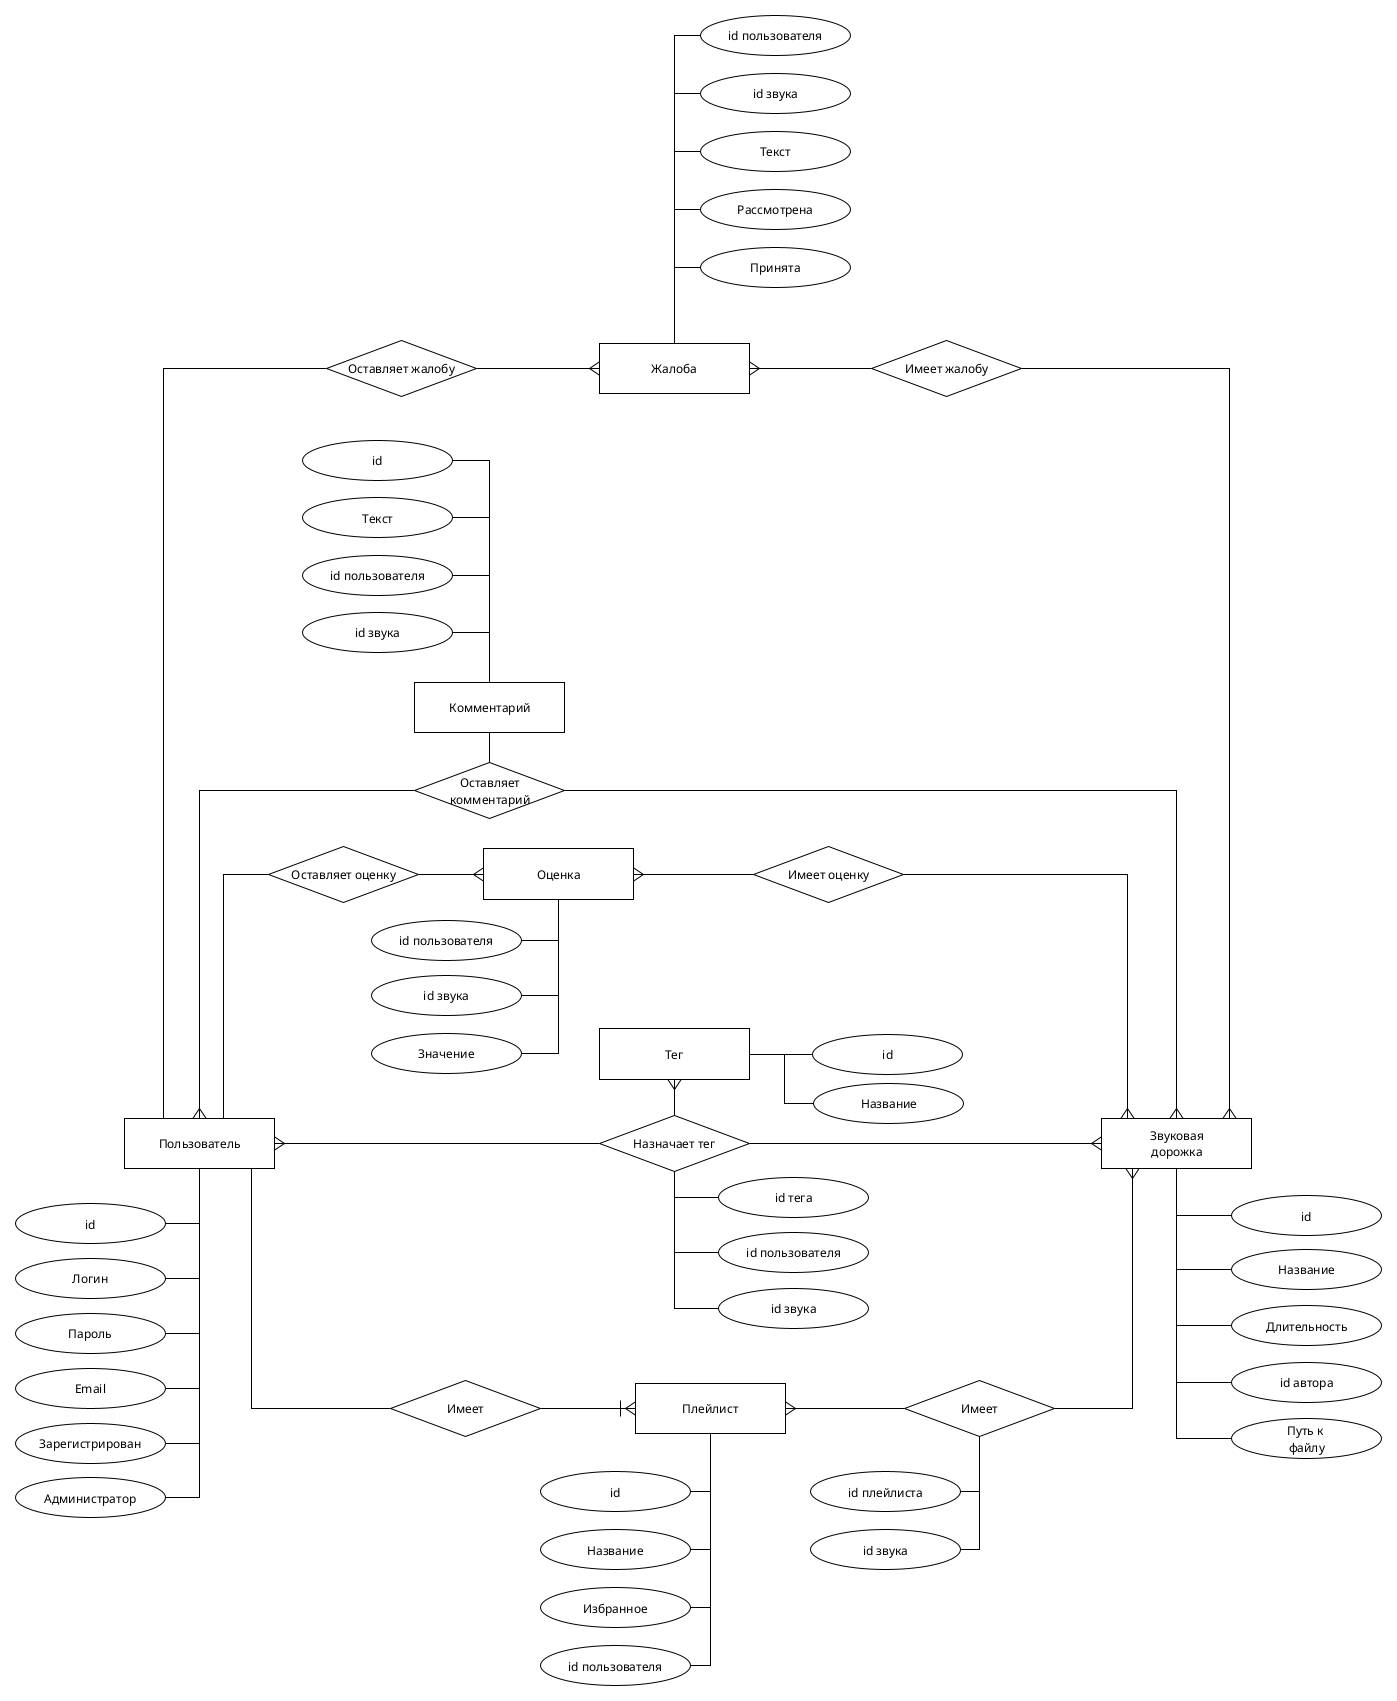 id пользователя
id звука
Текст
Рассмотрена
Принята
Оставляет жалобу
Жалоба
Имеет жалобу
id
Текст
id пользователя
id звука
Комментарий
Оставляет
комментарий
Оставляет оценку
Оценка
Имеет оценку
id пользователя
id звука
Значение
Тег
id
Название
Пользователь
Назначает тег
Звуковая
дорожка
id тега
id пользователя
id звука
id
Логин
Пароль
Email
Зарегистрирован
Администратор
id
Название
Длительность
id автора
Путь к
файлу
Имеет
Плейлист
Имеет
id
Название
Избранное
id пользователя
id плейлиста
id звука